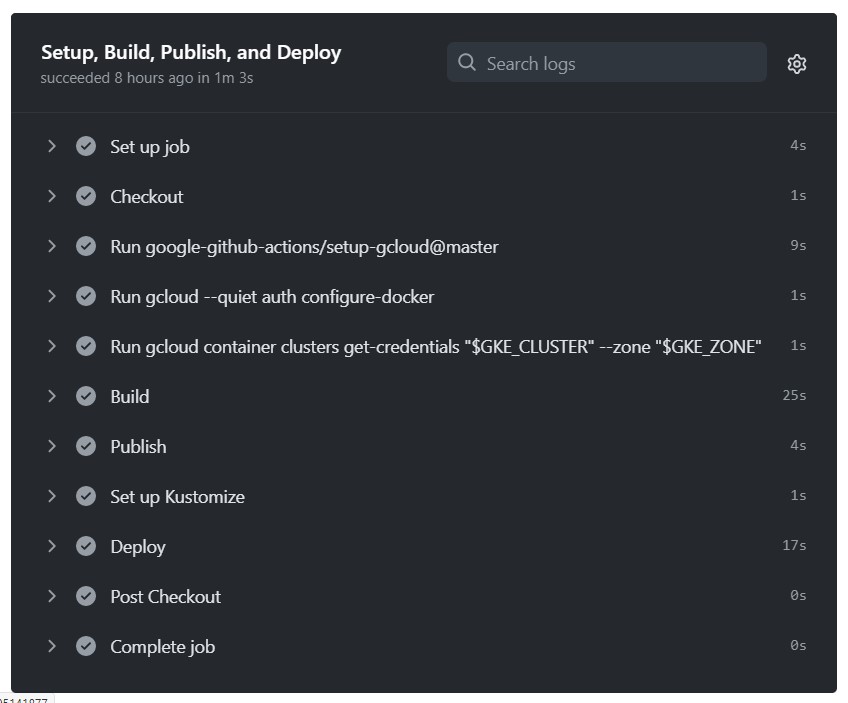 Setup, Build, Publish, and Deploy
succeeded 8 hours ago in 1m 3s
Search logs
Set up job 4s
Checkout 1s
Run google-github-actions/setup-gcloud@master 9s
Run gcloud --quiet auth configure-docker 1s
Run gcloud container clusters get-credentials "$GKE_CLUSTER" --zone "$GKE_ZONE" 1s
Build 25s
Publish 4s
Set up Kustomize 1s
Deploy 17s
Post Checkout 0s
Complete job 0s